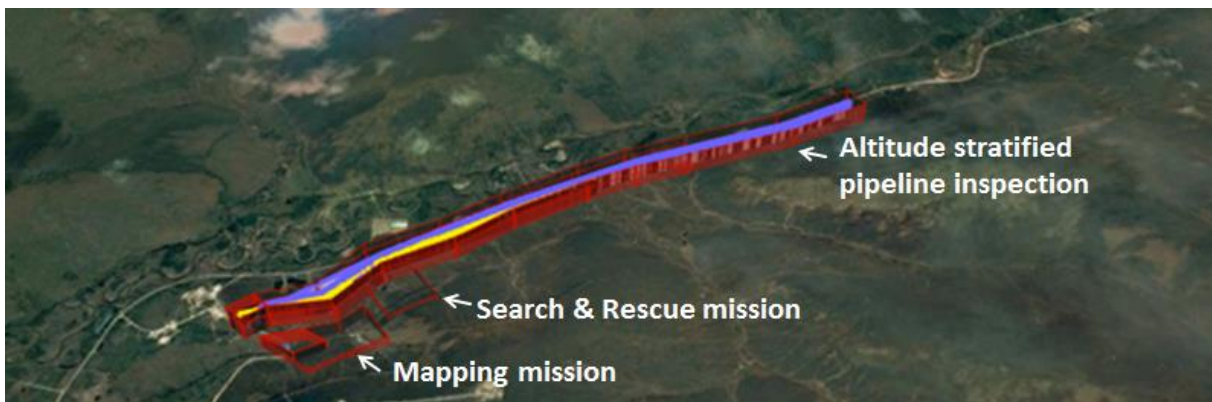 Altitude stratified
pipeline inspection
Search & Rescue mission
Mapping mission